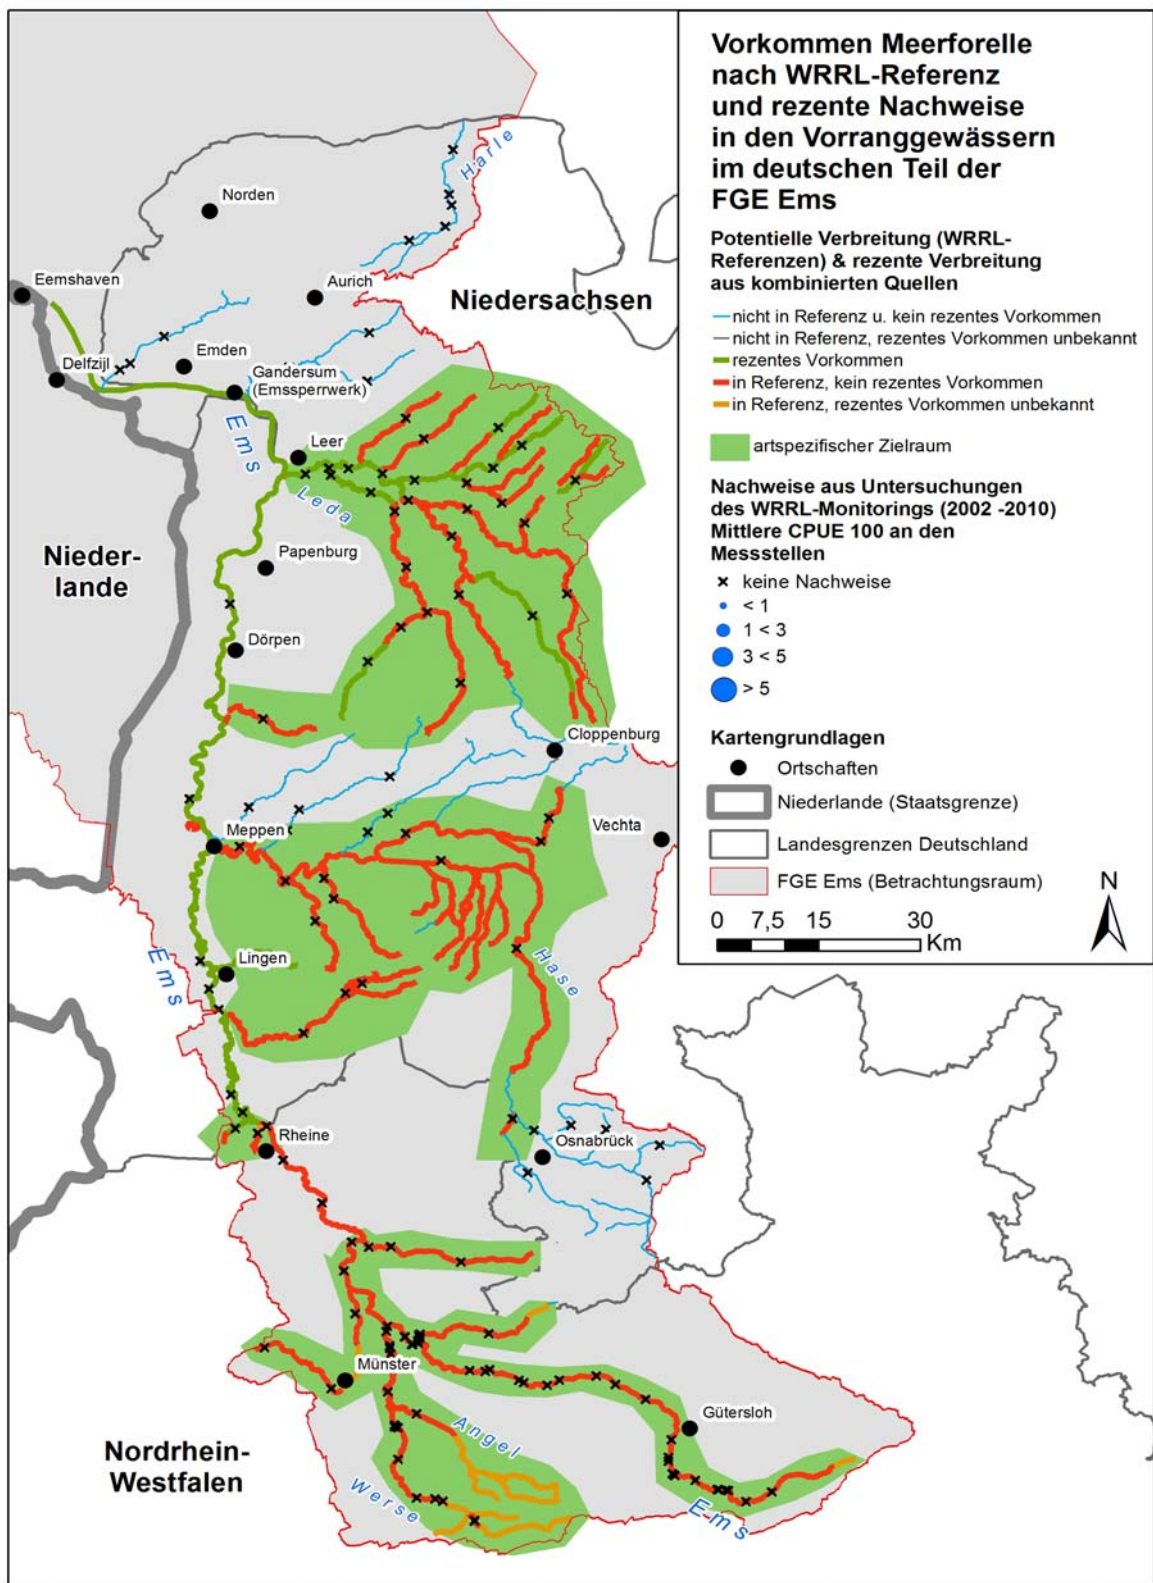 Vorkommen Meerforelle
nach WRRL-Referenz
und rezente Nachweise
in den Vorranggewässern
im deutschen Teil der
FGE Ems
Potentielle Verbreitung (WRRL-
Referenzen) & rezente Verbreitung
aus kombinierten Quellen
nicht in Referenz u. kein rezentes Vorkommen
nicht in Referenz, rezentes Vorkommen unbekannt
rezentes Vorkommen
in Referenz, kein rezentes Vorkommen
in Referenz, rezentes Vorkommen unbekannt
artspezifischer Zielraum
Nachweise aus Untersuchungen
des WRRL-Monitorings (2002 -2010)
Mittlere CPUE 100 an den
Messstellen
keine Nachweise
< 1
1 < 3
3 < 5
> 5
Kartengrundlagen
Ortschaften
Niederlande (Staatsgrenze)
Landesgrenzen Deutschland
FGE Ems (Betrachtungsraum)
N
0 7,5 15 30
Km
Harle
Norden
Eemshaven
Aurich
Niedersachsen
Emden
Delfzijl
Gandersum
(Emssperrwerk)
Ems
Leer
Leda
Nieder-
lande
Papenburg
Dörpen
Cloppenburg
Meppen
Vechta
Ems
Lingen
Hase
Rheine
Osnabrück
Münster
Gütersloh
Angel
Nordrhein-
Westfalen
Werse
Ems